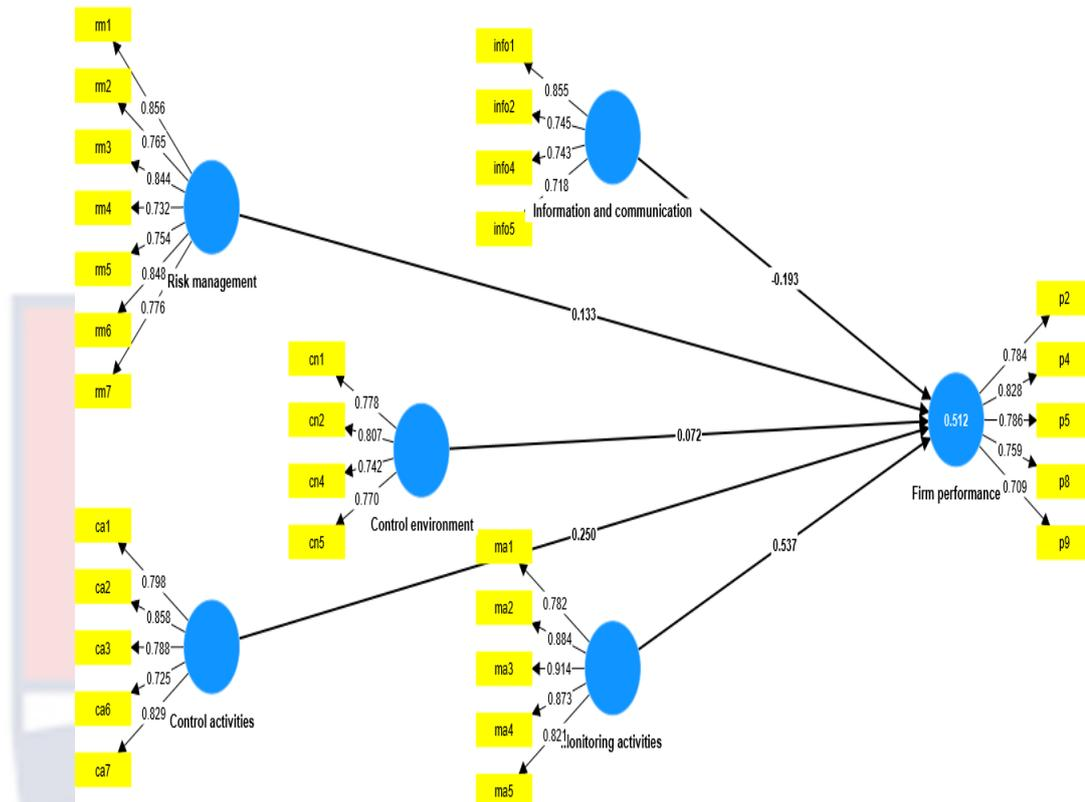 rm1
rm2
rm3
rm4
rm5
rm6
rm7
0.856
0.765
0.844
0.732
0.754
0.848
0.776
Risk management
info1
info2
info4
info5
0.855
0.745
0.743
0.718
Information and communication
-0.193
0.133
cn1
cn2
cn4
cn5
0.778
0.807
0.742
0.770
Control environment
0.072
ca1
ca2
ca3
ca6
ca7
0.798
0.858
0.788
0.725
0.829
Control activities
0.250
ma1
ma2
ma3
ma4
ma5
0.782
0.884
0.914
0.873
0.821
onitoring activities
0.537
0.512
Firm performance
p2
p4
p5
p8
p9
0.784
0.828
0.786
0.759
0.709